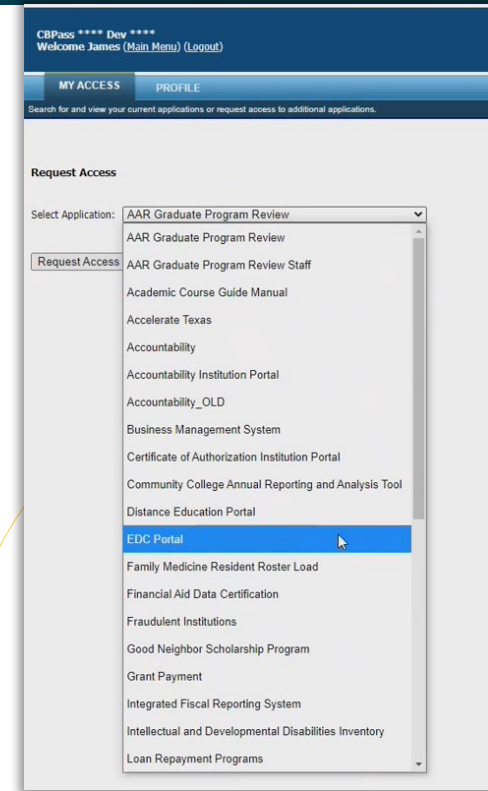 CBPass **** Dev ****
Welcome James (Main Menu) (Logout)
MY ACCESS PROFILE
Search for and view your current applications or request access to additional applications.
Request Access
Select Application: AAR Graduate Program Review
AAR Graduate Program Review
Request Access
AAR Graduate Program Review Staff
Academic Course Guide Manual
Accelerate Texas
Accountability
Accountability Institution Portal
Accountability_OLD
Business Management System
Certificate of Authorization Institution Portal
Community College Annual Reporting and Analysis Tool
Distance Education Portal
EDC Portal
Family Medicine Resident Roster Load
Financial Aid Data Certification
Fraudulent Institutions
Good Neighbor Scholarship Program
Grant Payment
Integrated Fiscal Reporting System
Intellectual and Developmental Disabilities Inventory
Loan Repayment Programs